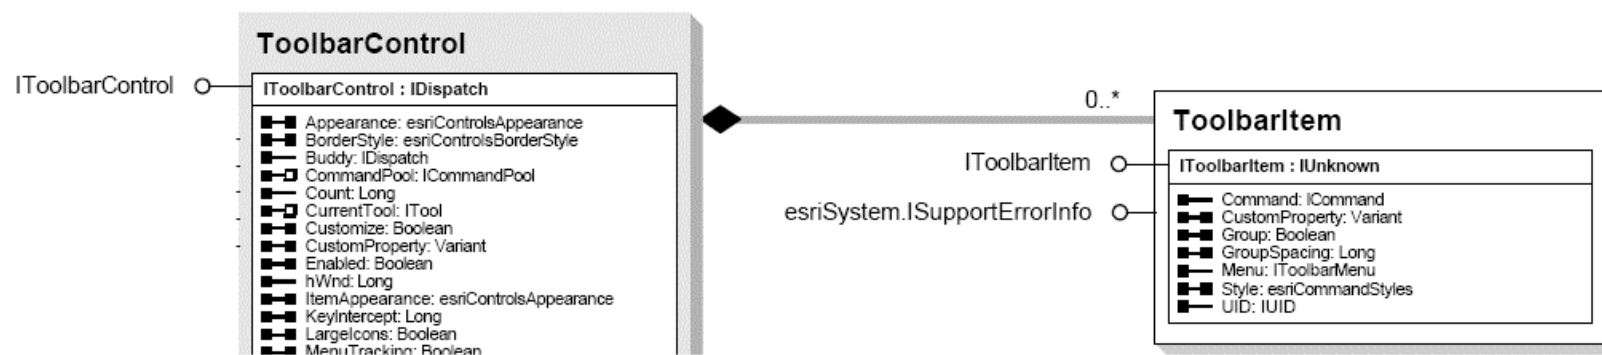 ToolbarControl
IToolbarControl
IToolbarControl : IDispatch
Appearance: esriControlsAppearance
BorderStyle: esriControlsBorderStyle
Buddy: IDispatch
CommandPool: ICommandPool
Count: Long
CurrentTool: ITool
Customize: Boolean
CustomProperty: Variant
Enabled: Boolean
hWnd: Long
ItemAppearance: esriControlsAppearance
KeyIntercept: Long
LargeIcons: Boolean
MenuTracking: Boolean
0..*
ToolbarItem
IToolbarItem
esriSystem.ISupportErrorInfo
IToolbarItem : IUnknown
Command: ICommand
CustomProperty: Variant
Group: Boolean
GroupSpacing: Long
Menu: IToolbarMenu
Style: esriCommandStyles
UID: IUID